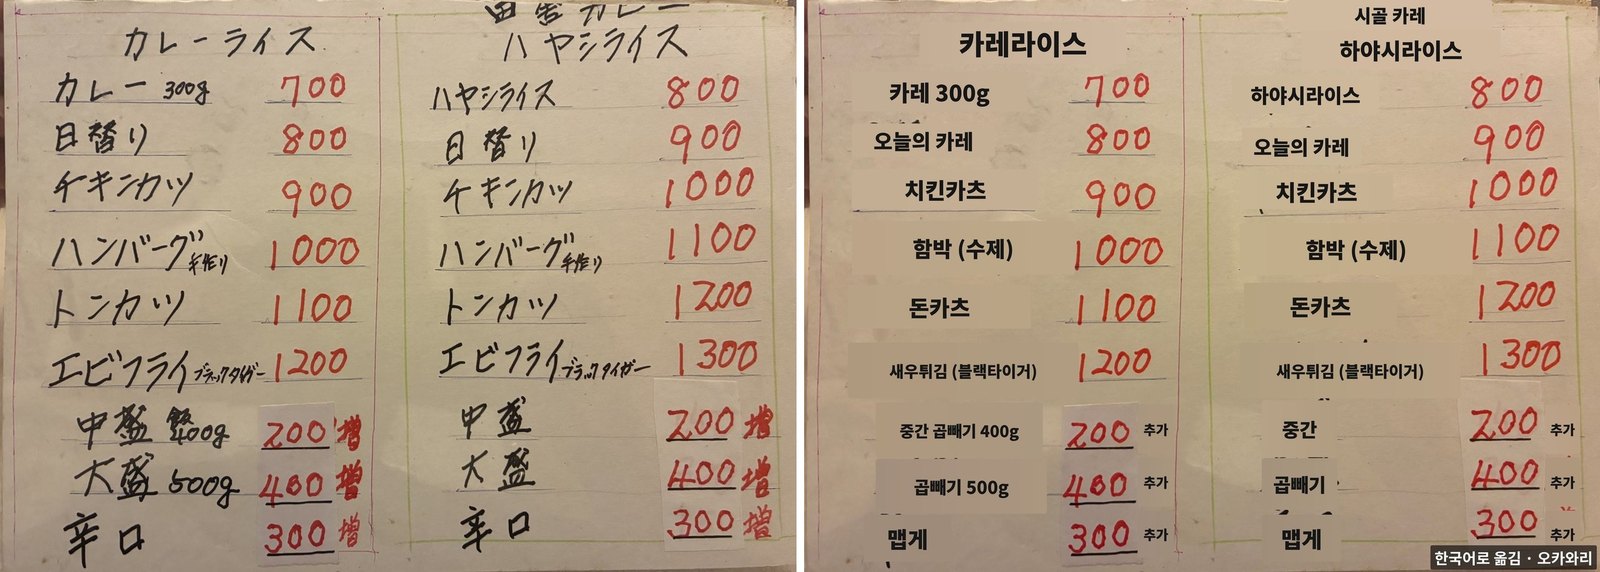 田舎カレー
カレーライス
ハヤシライス
カレー 300g 700
日替り 800
チキンカツ 900
ハンバーグ 手作り 1000
トンカツ 1100
エビフライ ブラックタイガー 1200
中盛 飯400g 200 増
大盛 500g 400 増
辛口 300 増
ハヤシライス 800
日替り 900
チキンカツ 1000
ハンバーグ 手作り 1100
トンカツ 1200
エビフライ ブラックタイガー 1300
中盛 200 増
大盛 400 増
辛口 300 増
카레라이스
카레 300g 700
오늘의 카레 800
치킨카츠 900
함박 (수제) 1000
돈카츠 1100
새우튀김 (블랙타이거) 1200
중간 곱빼기 400g 200 추가
곱빼기 500g 400 추가
맵게 300 추가
시골 카레
하야시라이스
하야시라이스 800
오늘의 카레 900
치킨카츠 1000
함박 (수제) 1100
돈카츠 1200
새우튀김 (블랙타이거) 1300
중간 200 추가
곱빼기 400 추가
맵게 300 추가
한국어로 옮김 · 오카와리